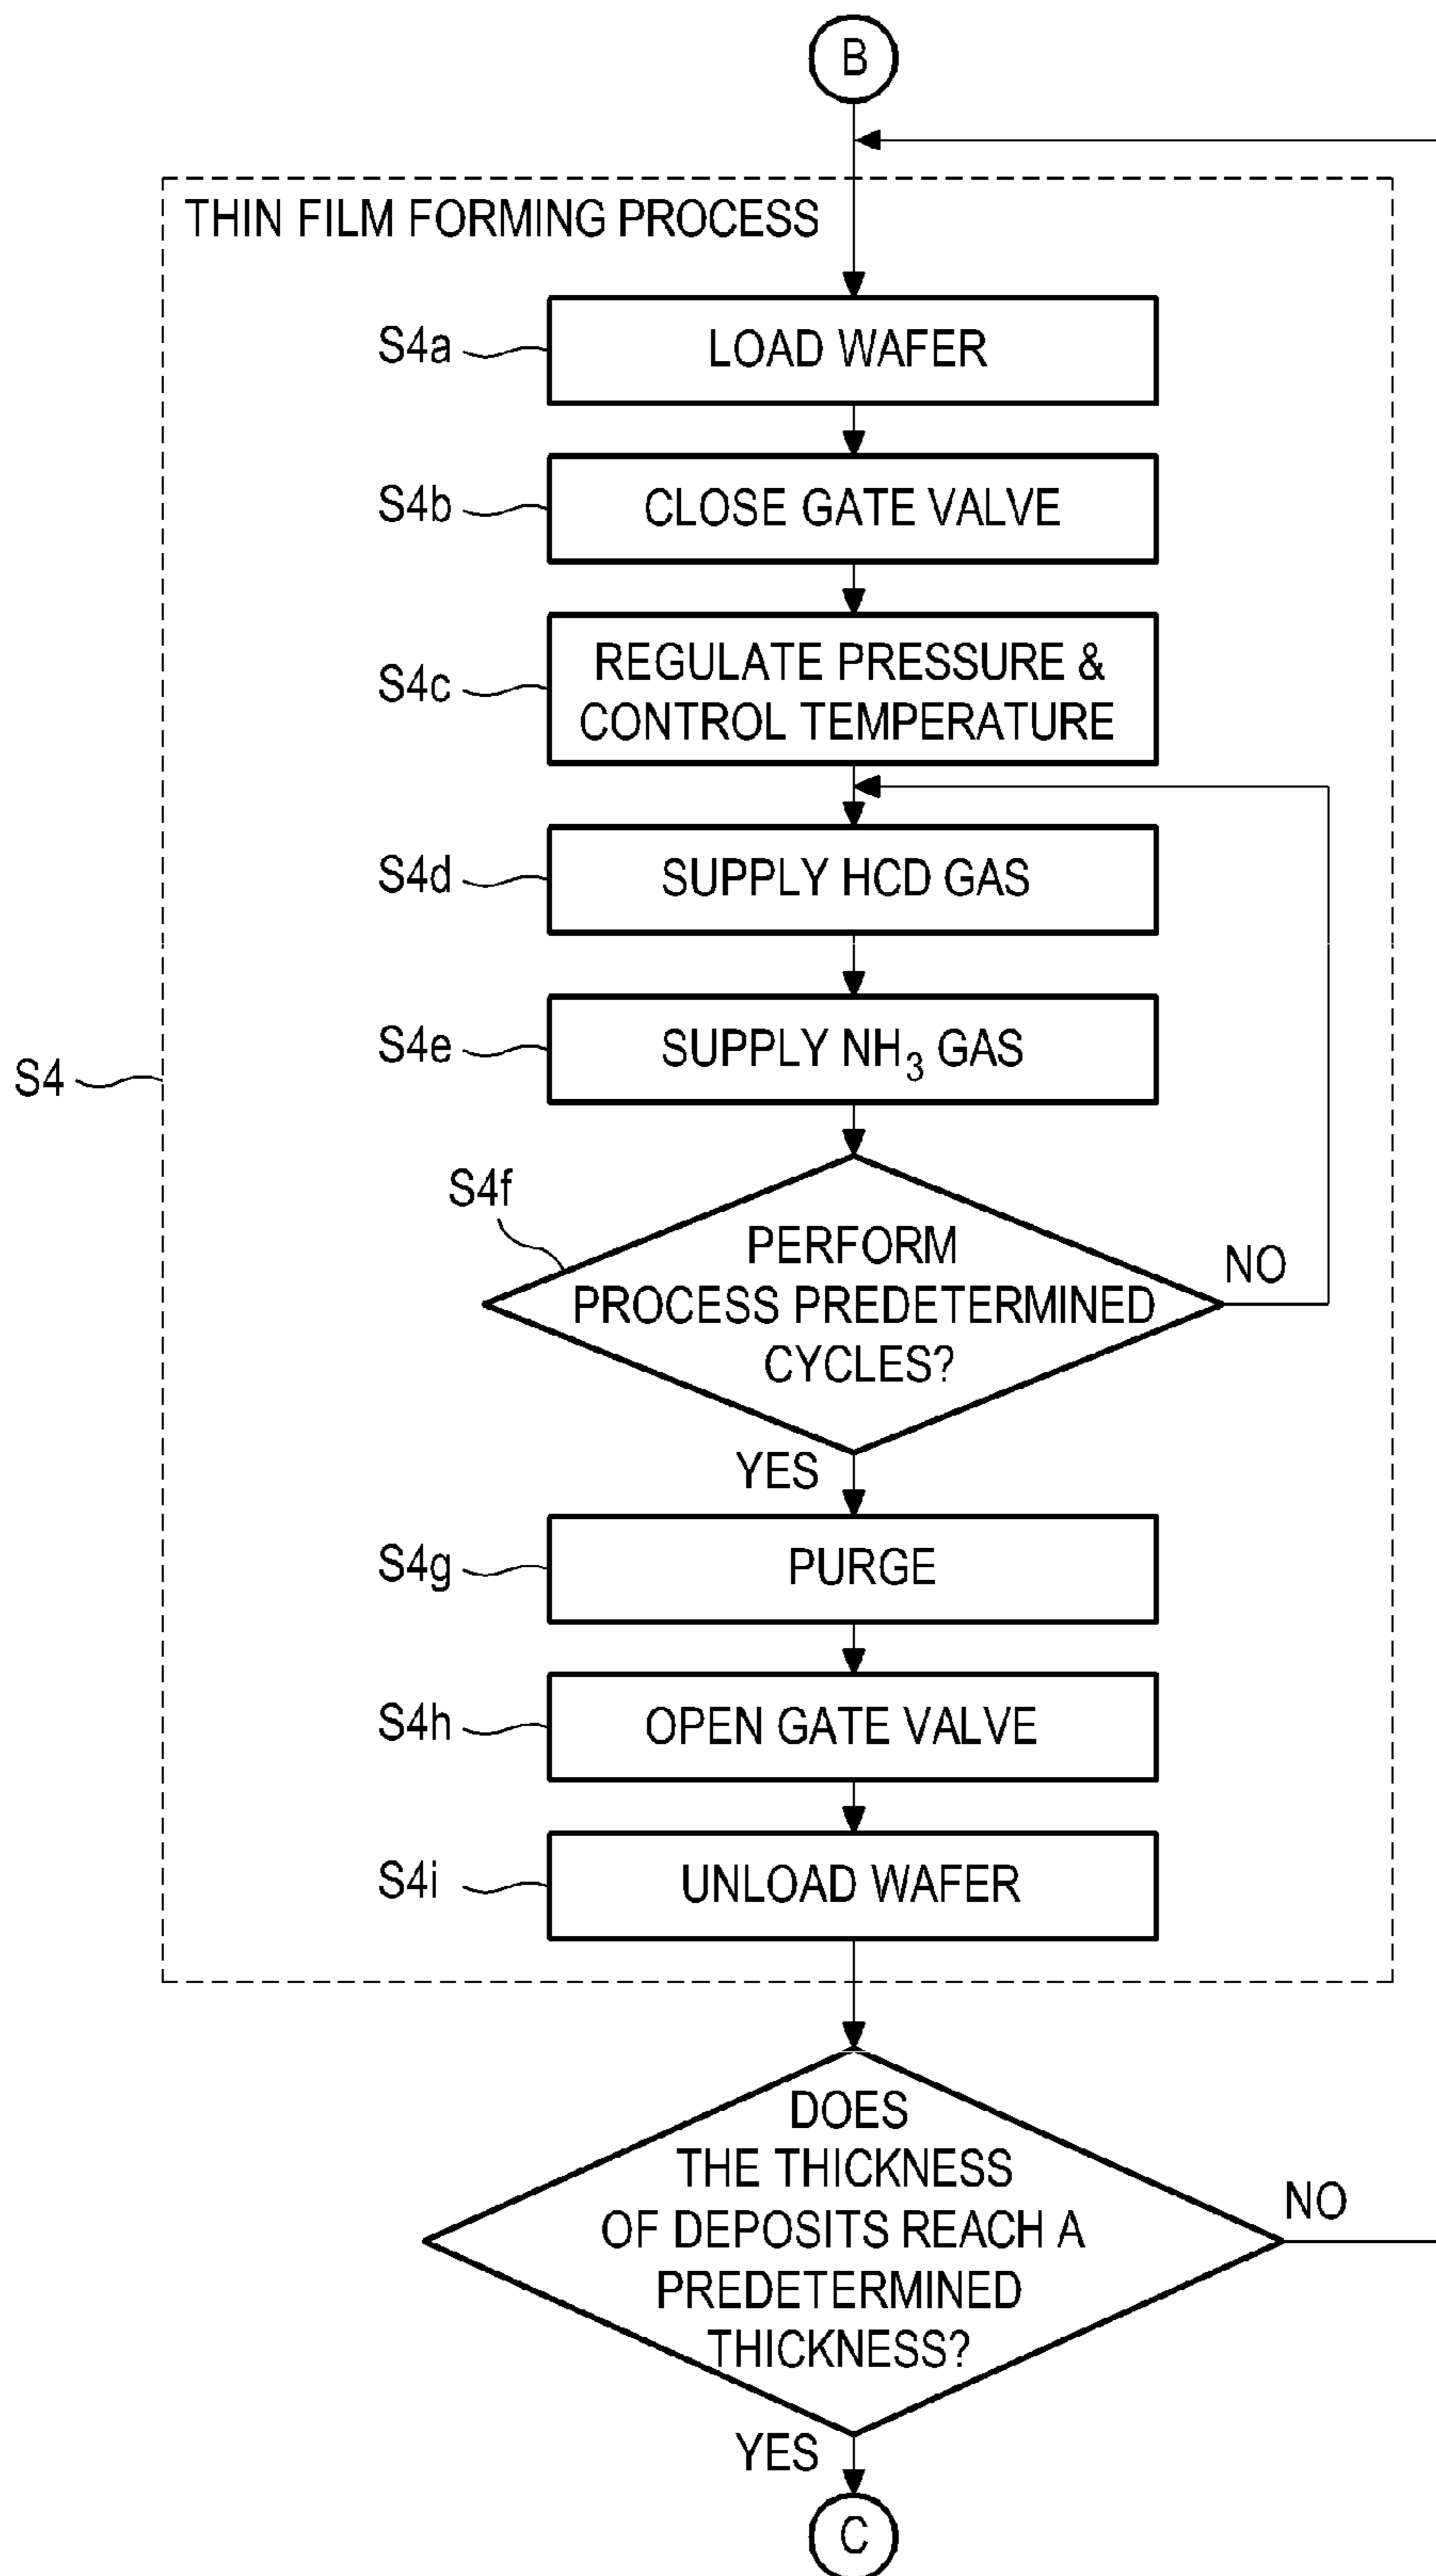 B
THIN FILM FORMING PROCESS
S4a
LOAD WAFER
S4b
CLOSE GATE VALVE
S4c
REGULATE PRESSURE &
CONTROL TEMPERATURE
S4d
SUPPLY HCD GAS
S4e
SUPPLY NH₃ GAS
S4
S4f
PERFORM
PROCESS PREDETERMINED
CYCLES?
NO
YES
S4g
PURGE
S4h
OPEN GATE VALVE
S4i
UNLOAD WAFER
DOES
THE THICKNESS
OF DEPOSITS REACH A
PREDETERMINED
THICKNESS?
NO
YES
C